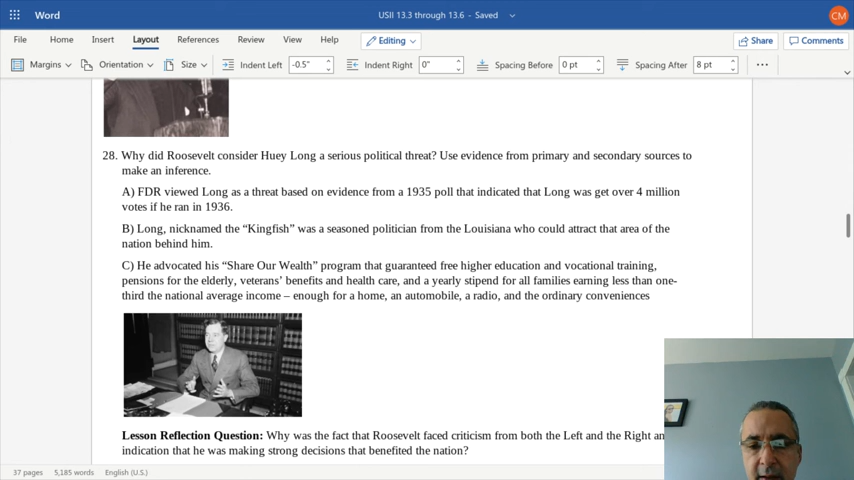 Word
USII 13.3 through 13.6 - Saved
CM
File Home Insert Layout References Review View Help Editing Share Comments
Margins Orientation Size Indent Left -0.5" Indent Right 0" Spacing Before 0 pt Spacing After 8 pt
28. Why did Roosevelt consider Huey Long a serious political threat? Use evidence from primary and secondary sources to
make an inference.
A) FDR viewed Long as a threat based on evidence from a 1935 poll that indicated that Long was get over 4 million
votes if he ran in 1936.
B) Long, nicknamed the “Kingfish” was a seasoned politician from the Louisiana who could attract that area of the
nation behind him.
C) He advocated his “Share Our Wealth” program that guaranteed free higher education and vocational training,
pensions for the elderly, veterans’ benefits and health care, and a yearly stipend for all families earning less than one-
third the national average income – enough for a home, an automobile, a radio, and the ordinary conveniences
Lesson Reflection Question: Why was the fact that Roosevelt faced criticism from both the Left and the Right an
indication that he was making strong decisions that benefited the nation?
37 pages 5,185 words English (U.S.)